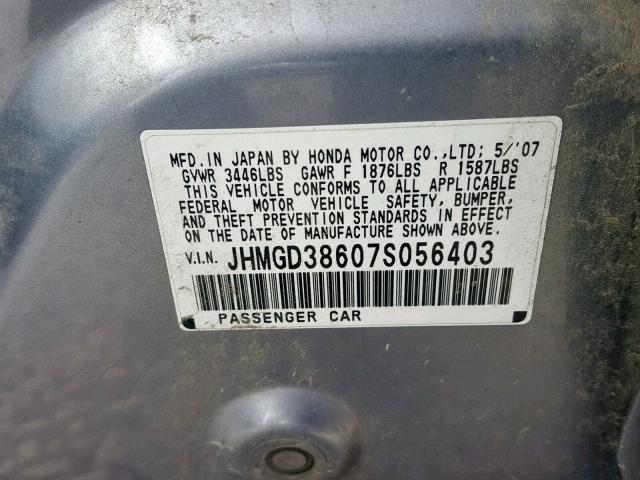 MFD. IN JAPAN BY HONDA MOTOR CO.,LTD; 5/'07
GVWR 3446LBS GAWR F 1876LBS R 1587LBS
THIS VEHICLE CONFORMS TO ALL APPLICABLE
FEDERAL MOTOR VEHICLE SAFETY, BUMPER,
AND THEFT PREVENTION STANDARDS IN EFFECT
ON THE DATE OF MANUFACTURE SHOWN ABOVE.
V.I.N. JHMGD38607S056403
PASSENGER CAR